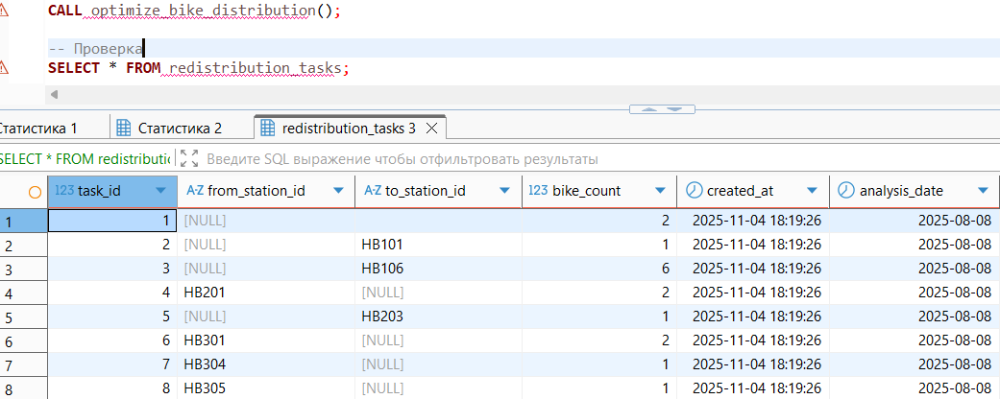 CALL optimize_bike_distribution();
-- Проверка
SELECT * FROM redistribution_tasks;
Статистика 1 Статистика 2 redistribution_tasks 3
SELECT * FROM redistributic Введите SQL выражение чтобы отфильтровать результаты
123 task_id A-Z from_station_id A-Z to_station_id 123 bike_count created_at analysis_date
1 1 [NULL] 2 2025-11-04 18:19:26 2025-08-08
2 2 [NULL] HB101 1 2025-11-04 18:19:26 2025-08-08
3 3 [NULL] HB106 6 2025-11-04 18:19:26 2025-08-08
4 4 HB201 [NULL] 2 2025-11-04 18:19:26 2025-08-08
5 5 [NULL] HB203 1 2025-11-04 18:19:26 2025-08-08
6 6 HB301 [NULL] 2 2025-11-04 18:19:26 2025-08-08
7 7 HB304 [NULL] 1 2025-11-04 18:19:26 2025-08-08
8 8 HB305 [NULL] 1 2025-11-04 18:19:26 2025-08-08